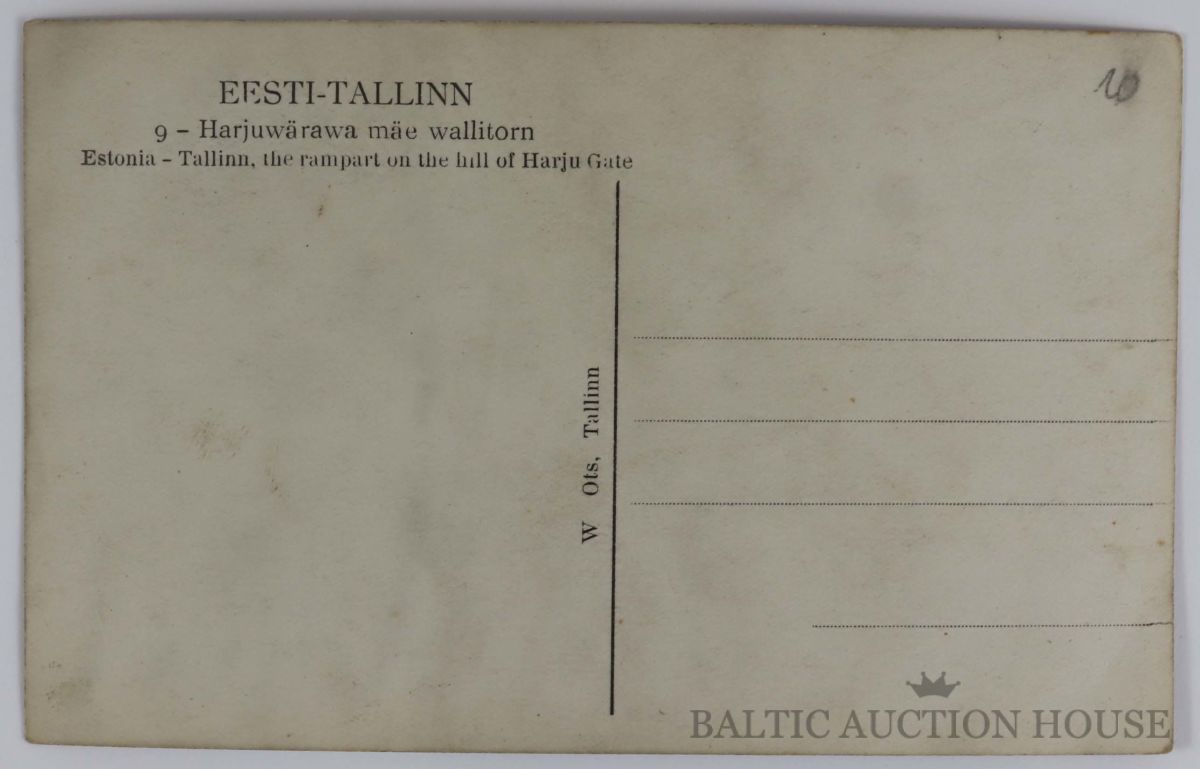 EESTI-TALLINN
9 - Harjuwärawa mäe wallitorn
Estonia - Tallinn, the rampart on the hill of Harju Gate
10
W Ots, Tallinn
BALTIC AUCTION HOUSE